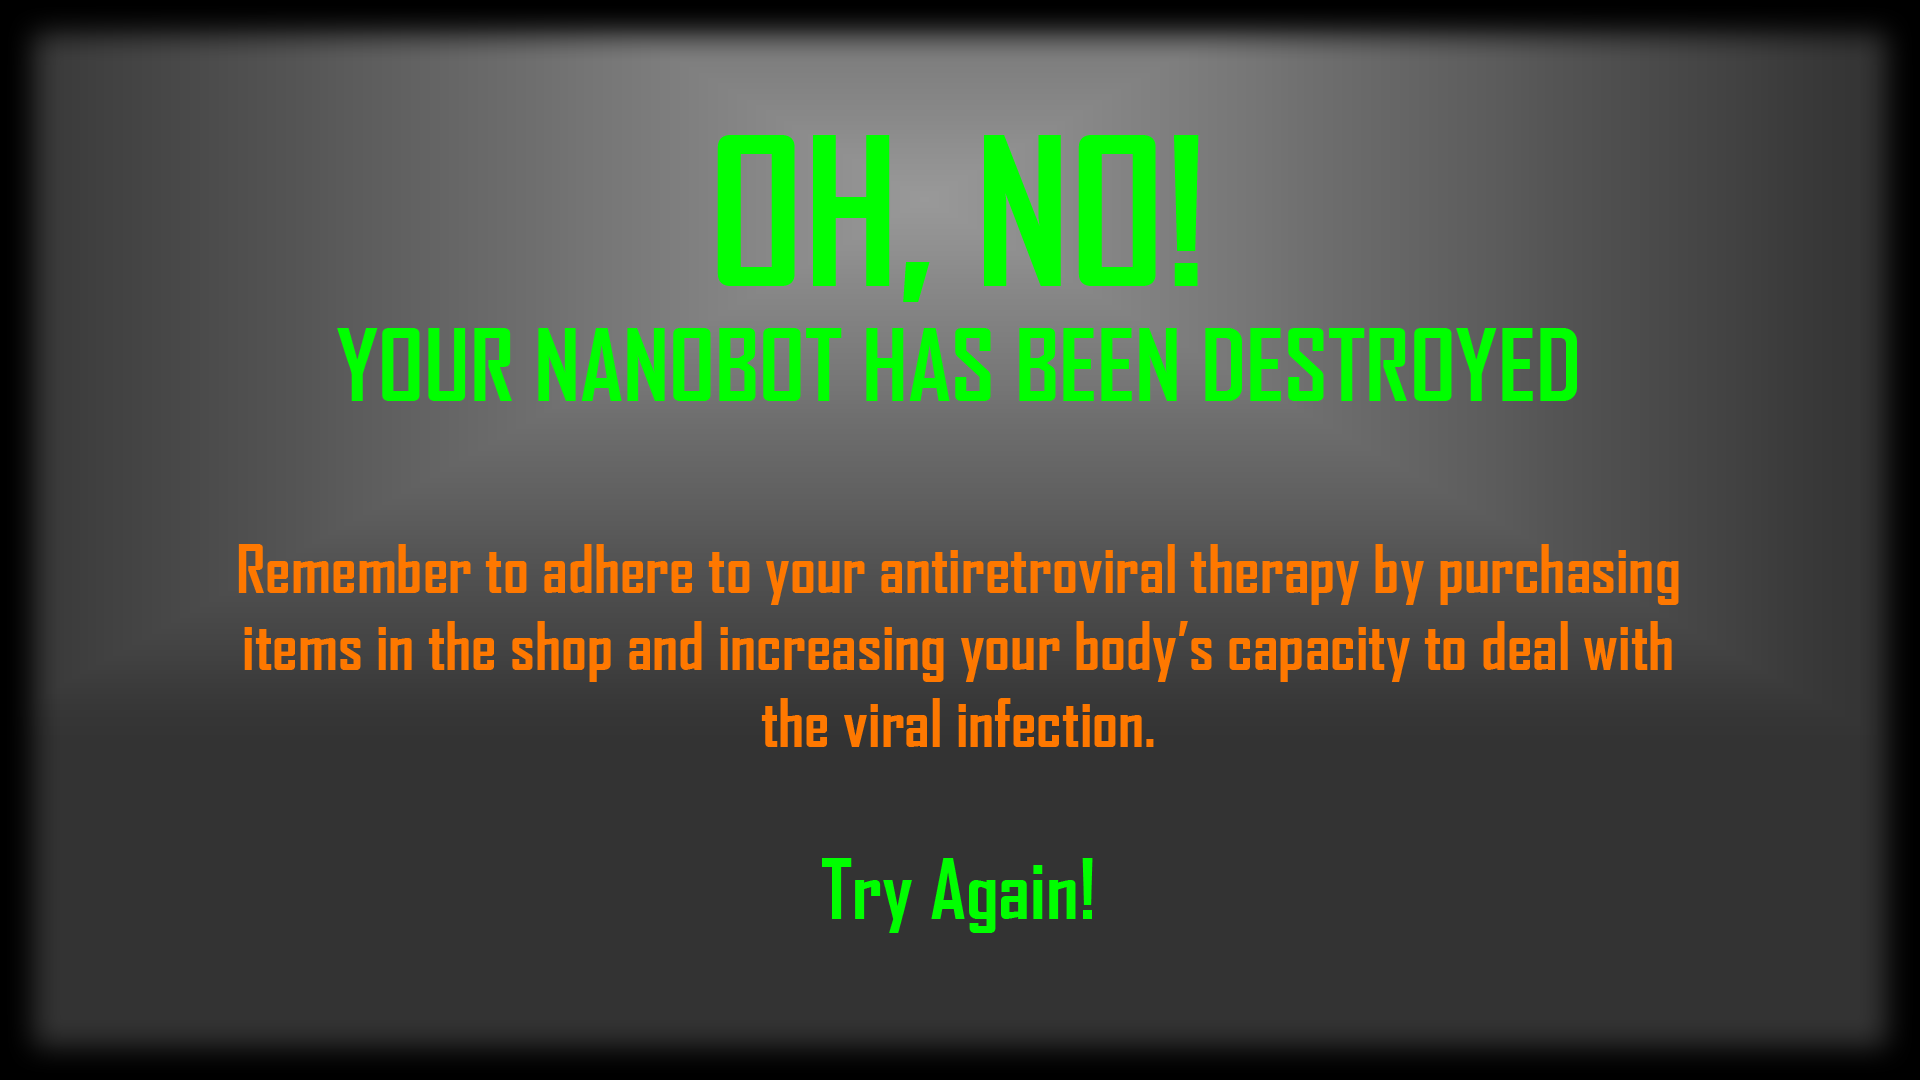 OH, NO!
YOUR NANOBOT HAS BEEN DESTROYED
Remember to adhere to your antiretroviral therapy by purchasing
items in the shop and increasing your body’s capacity to deal with
the viral infection.
Try Again!